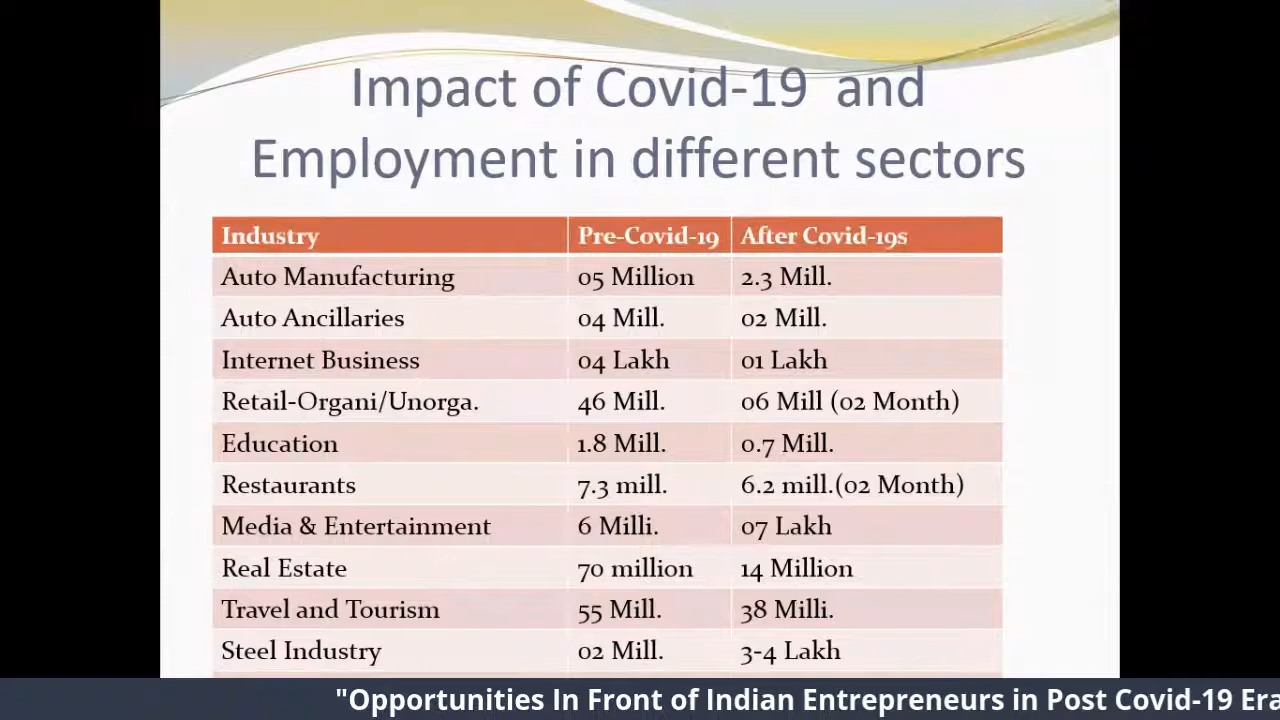 Impact of Covid-19 and
Employment in different sectors
Industry Pre-Covid-19 After Covid-19s
Auto Manufacturing 05 Million 2.3 Mill.
Auto Ancillaries 04 Mill. 02 Mill.
Internet Business 04 Lakh 01 Lakh
Retail-Organi/Unorga. 46 Mill. 06 Mill (02 Month)
Education 1.8 Mill. 0.7 Mill.
Restaurants 7.3 mill. 6.2 mill.(02 Month)
Media & Entertainment 6 Milli. 07 Lakh
Real Estate 70 million 14 Million
Travel and Tourism 55 Mill. 38 Milli.
Steel Industry 02 Mill. 3-4 Lakh
"Opportunities In Front of Indian Entrepreneurs in Post Covid-19 Era